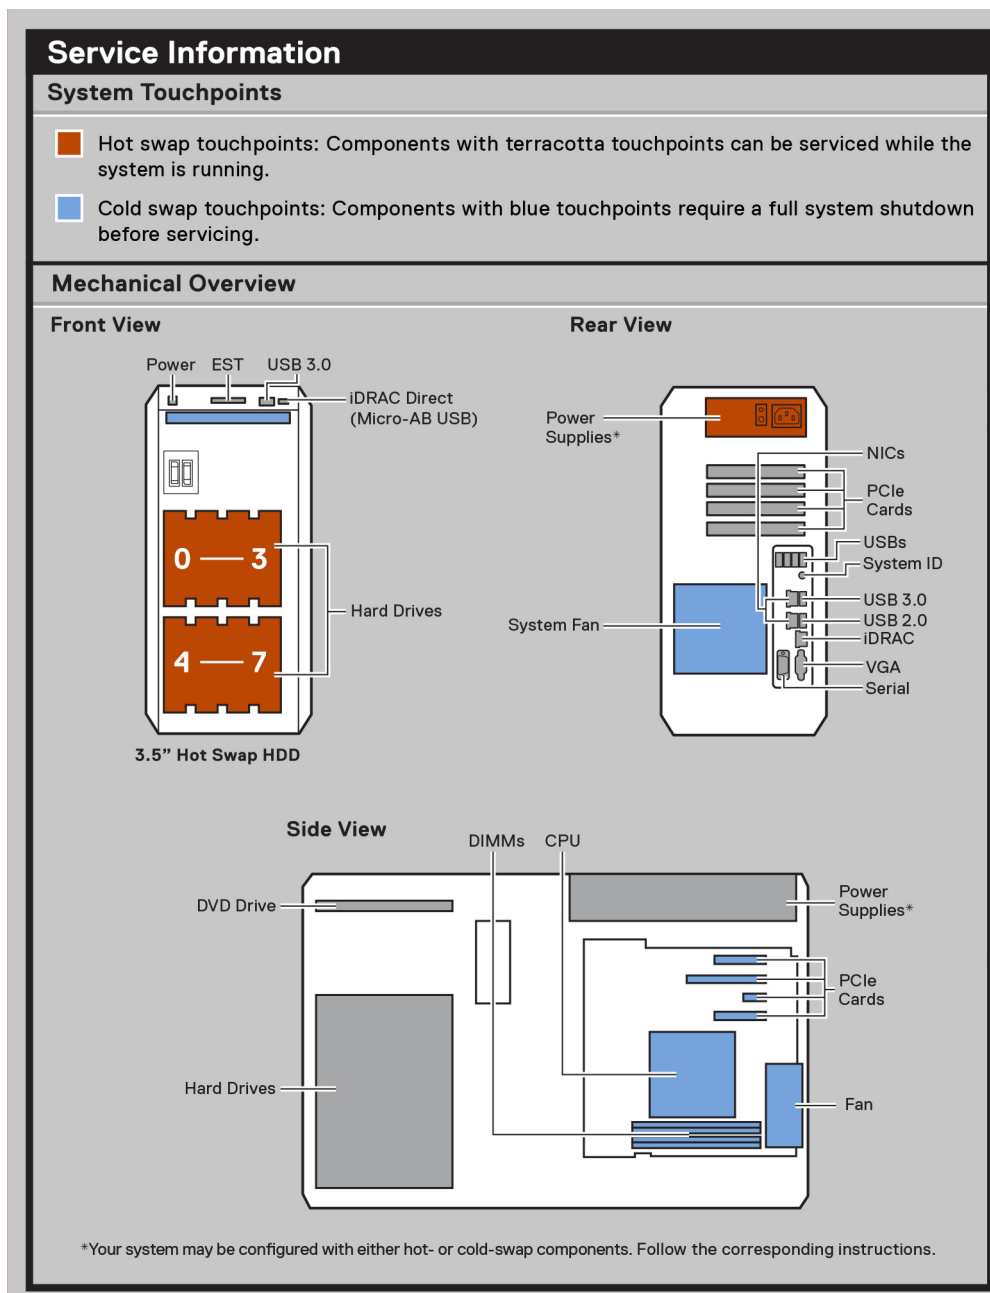 Service Information
System Touchpoints
Hot swap touchpoints: Components with terracotta touchpoints can be serviced while the
system is running.
Cold swap touchpoints: Components with blue touchpoints require a full system shutdown
before servicing.
Mechanical Overview
Front View
Rear View
Power
EST
USB 3.0
iDRAC Direct
(Micro-AB USB)
0 — 3
4 — 7
Hard Drives
3.5” Hot Swap HDD
Power
Supplies*
NICs
PCIe
Cards
USBs
System ID
USB 3.0
USB 2.0
iDRAC
VGA
Serial
System Fan
Side View
DIMMs
CPU
DVD Drive
Power
Supplies*
PCIe
Cards
Hard Drives
Fan
*Your system may be configured with either hot- or cold-swap components. Follow the corresponding instructions.